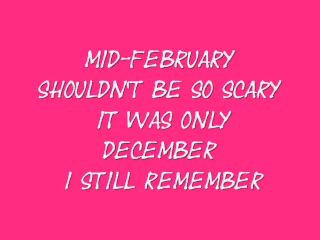 MID-FEBRUARY
SHOULDN'T BE SO SCARY
IT WAS ONLY
DECEMBER
I STILL REMEMBER